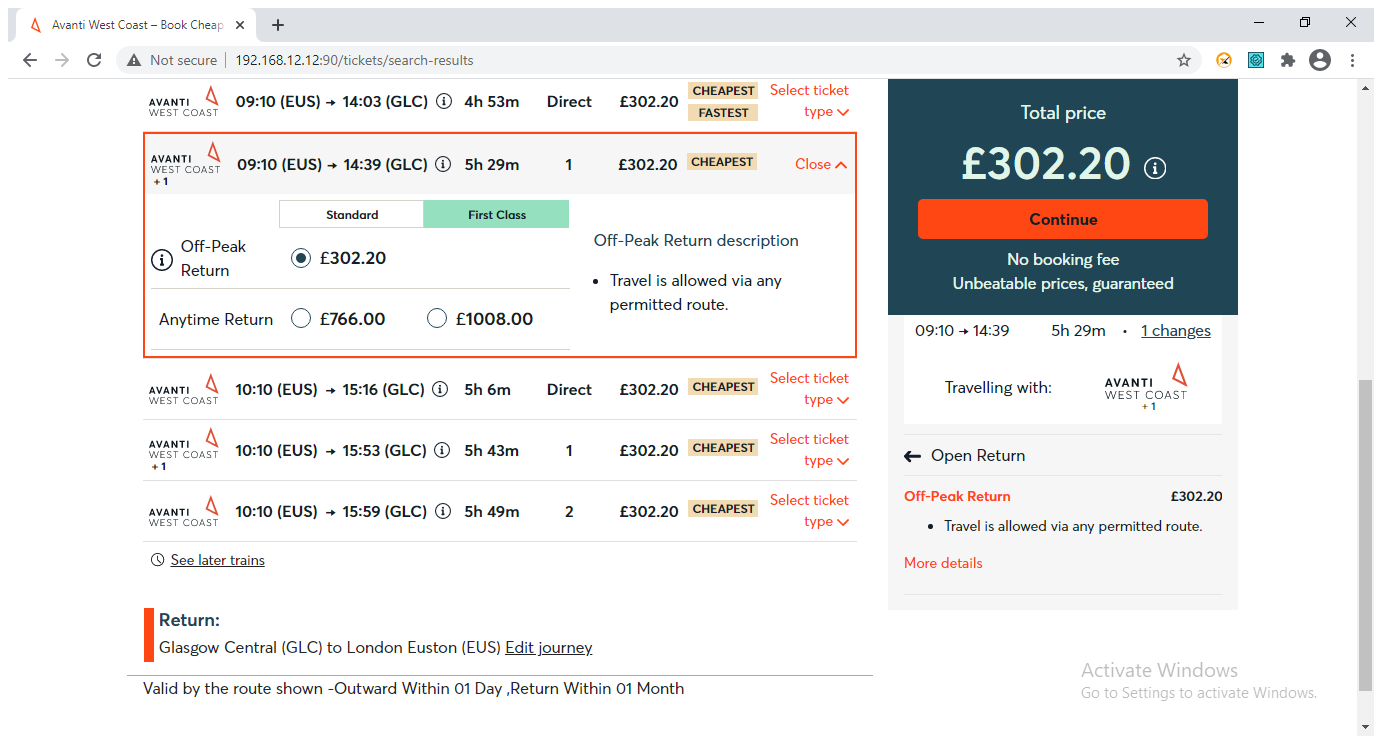 Avanti West Coast – Book Cheap
Not secure 192.168.12.12:90/tickets/search-results
AVANTI WEST COAST 09:10 (EUS) → 14:03 (GLC) 4h 53m Direct £302.20 CHEAPEST FASTEST Select ticket type
AVANTI WEST COAST + 1 09:10 (EUS) → 14:39 (GLC) 5h 29m 1 £302.20 CHEAPEST Close
Standard First Class
Off-Peak Return £302.20
Anytime Return £766.00 £1008.00
Off-Peak Return description
• Travel is allowed via any
permitted route.
AVANTI WEST COAST 10:10 (EUS) → 15:16 (GLC) 5h 6m Direct £302.20 CHEAPEST Select ticket type
AVANTI WEST COAST + 1 10:10 (EUS) → 15:53 (GLC) 5h 43m 1 £302.20 CHEAPEST Select ticket type
AVANTI WEST COAST 10:10 (EUS) → 15:59 (GLC) 5h 49m 2 £302.20 CHEAPEST Select ticket type
See later trains
Return:
Glasgow Central (GLC) to London Euston (EUS) Edit journey
Valid by the route shown -Outward Within 01 Day ,Return Within 01 Month
Total price
£302.20
Continue
No booking fee
Unbeatable prices, guaranteed
09:10 → 14:39 5h 29m • 1 changes
Travelling with: AVANTI WEST COAST + 1
← Open Return
Off-Peak Return £302.20
• Travel is allowed via any permitted route.
More details
Activate Windows
Go to Settings to activate Windows.